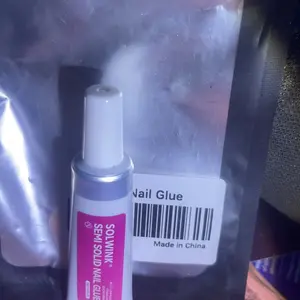 Nail Glue
Made in China
SOLWINK
SEMI SOLID NAIL GLUE